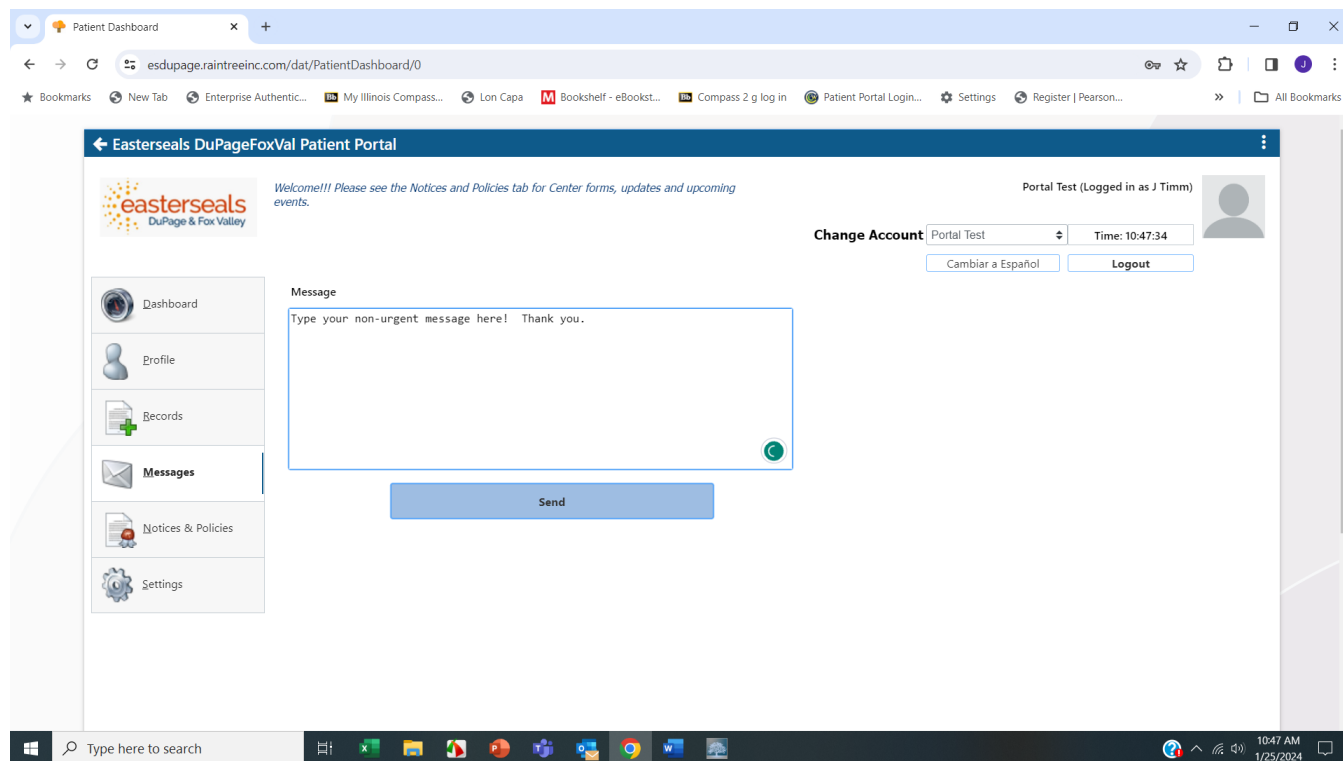 Patient Dashboard
esdupage.raintreeinc.com/dat/PatientDashboard/0
Bookmarks New Tab Enterprise Authentic... Bb My Illinois Compass... Lon Capa M Bookshelf - eBookst... Bb Compass 2 g log in Patient Portal Login... Settings Register | Pearson... » All Bookmarks
J
Easterseals DuPageFoxVal Patient Portal
easterseals
DuPage & Fox Valley
Welcome!!! Please see the Notices and Policies tab for Center forms, updates and upcoming
events.
Portal Test (Logged in as J Timm)
Change Account Portal Test Time: 10:47:34
Cambiar a Español Logout
Dashboard
Profile
Records
Messages
Notices & Policies
Settings
Message
Type your non-urgent message here!  Thank you.
Send
Type here to search
10:47 AM
1/25/2024